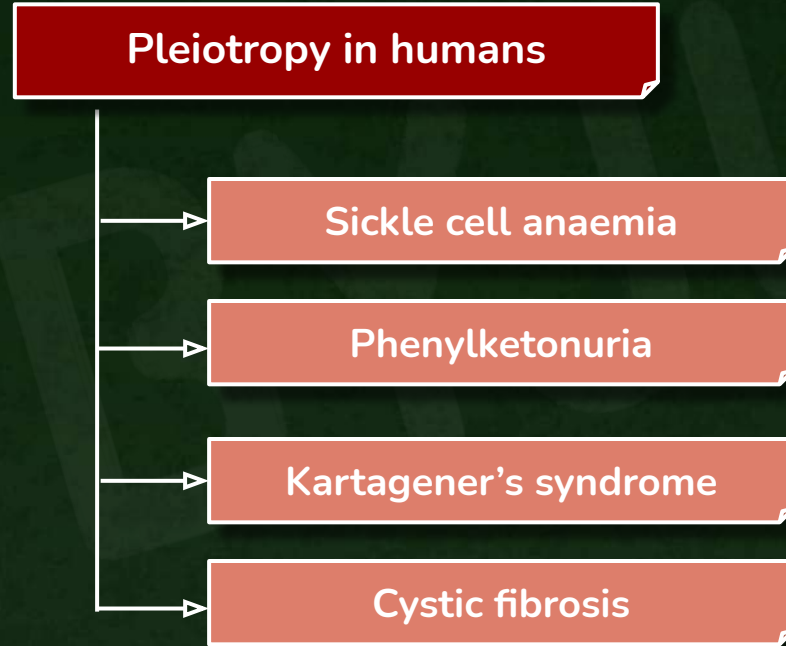 Pleiotropy in humans
Sickle cell anaemia
Phenylketonuria
Kartagener’s syndrome
Cystic fibrosis